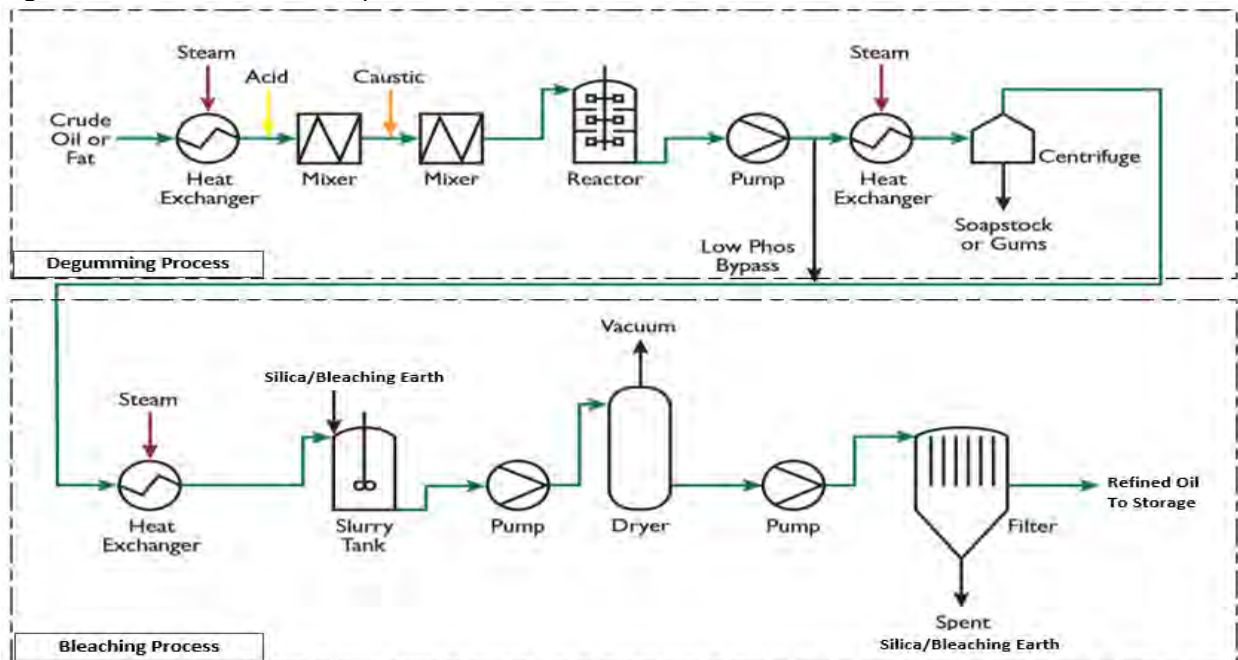 Steam
Acid
Caustic
Steam
Crude
Oil or
Fat
Heat
Exchanger
Mixer
Mixer
Reactor
Pump
Heat
Exchanger
Centrifuge
Soapstock
or Gums
Low Phos
Bypass
Degumming Process
Vacuum
Silica/Bleaching Earth
Steam
Heat
Exchanger
Slurry
Tank
Pump
Dryer
Pump
Filter
Refined Oil
To Storage
Spent
Silica/Bleaching Earth
Bleaching Process